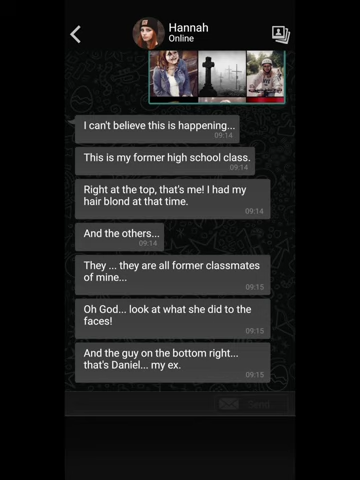 Hannah
Online
I can't believe this is happening...
09:14
This is my former high school class.
09:14
Right at the top, that's me! I had my
hair blond at that time.
09:14
And the others...
09:14
They ... they are all former classmates
of mine...
09:15
Oh God... look at what she did to the
faces!
09:15
And the guy on the bottom right...
that's Daniel... my ex.
09:15
Send